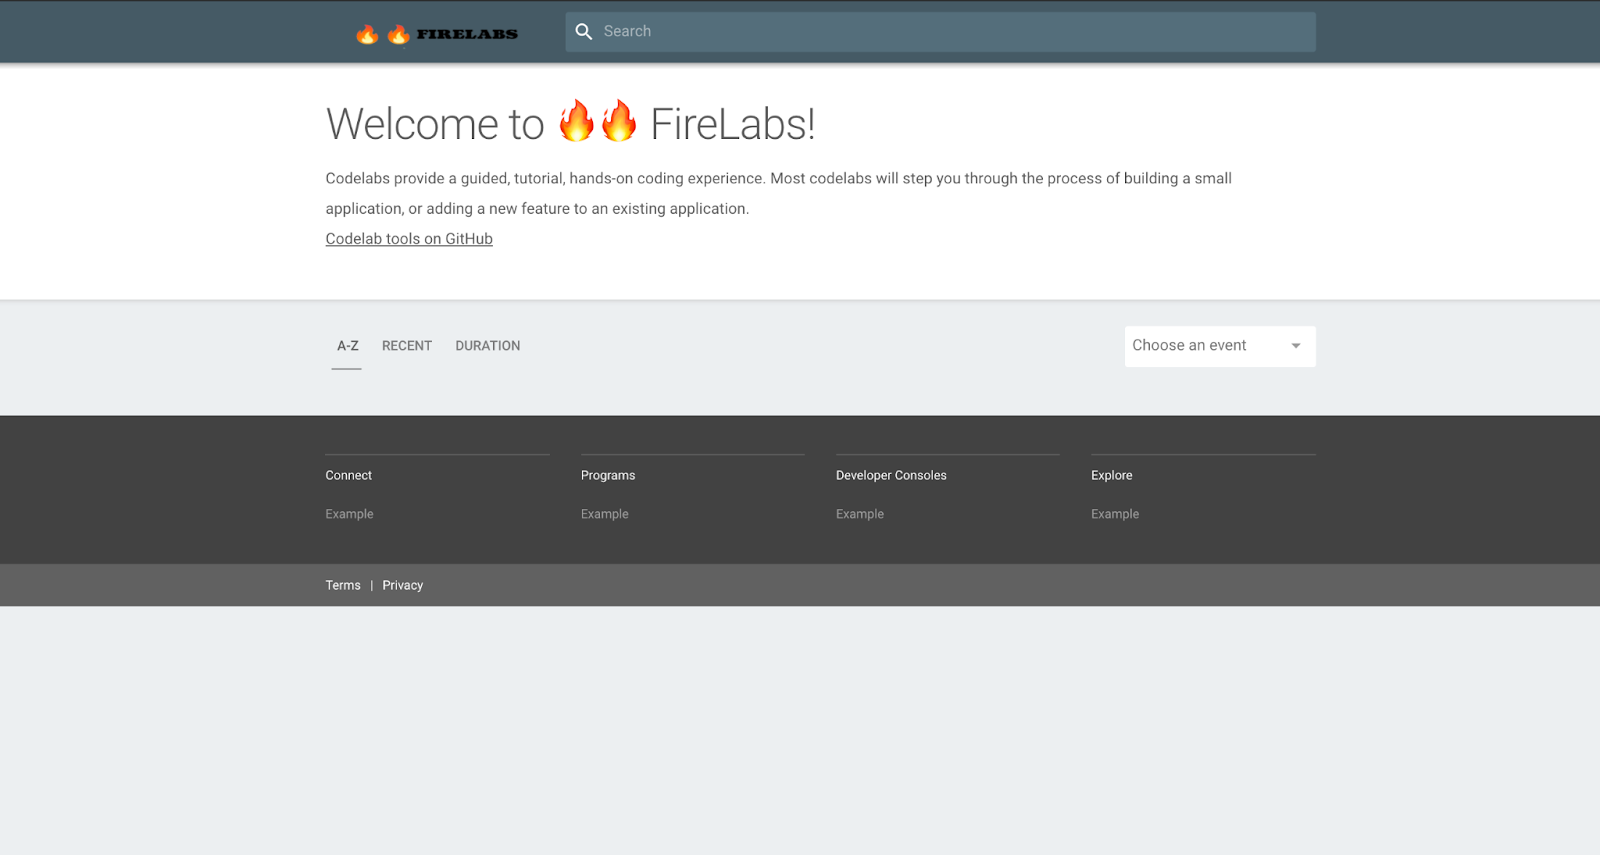 🔥 🔥 FIRELABS
Search
Welcome to 🔥🔥 FireLabs!
Codelabs provide a guided, tutorial, hands-on coding experience. Most codelabs will step you through the process of building a small
application, or adding a new feature to an existing application.
Codelab tools on GitHub
A-Z RECENT DURATION
Choose an event
Connect Programs Developer Consoles Explore
Example Example Example Example
Terms | Privacy